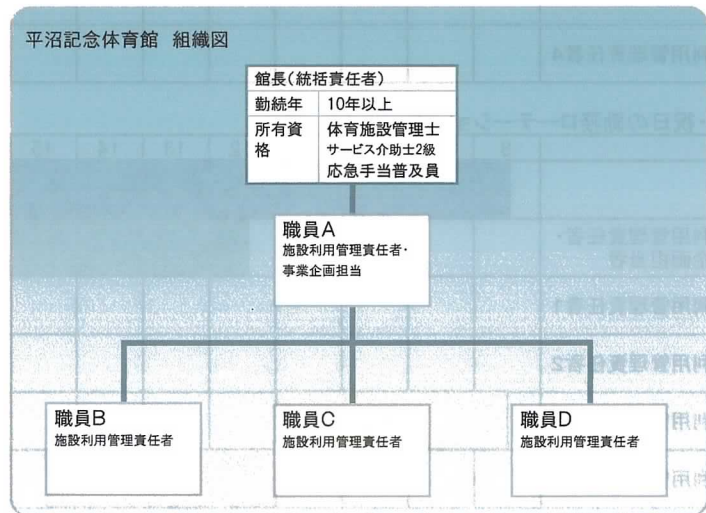 平沼記念体育館 組織図
館長(統括責任者)
勤続年 10年以上
所有資格 体育施設管理士
サービス介助士2級
応急手当普及員
職員A
施設利用管理責任者・
事業企画担当
職員B
施設利用管理責任者
職員C
施設利用管理責任者
職員D
施設利用管理責任者